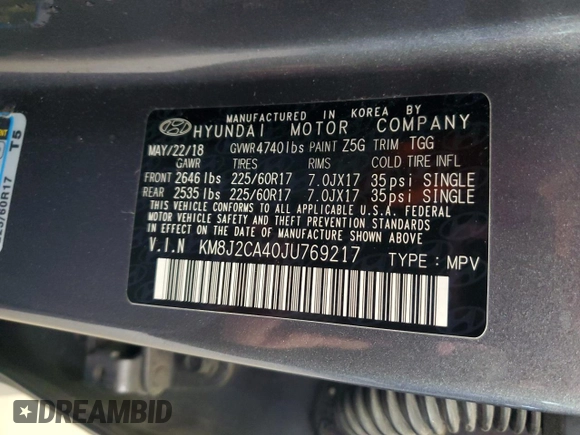 MANUFACTURED IN KOREA BY
HYUNDAI MOTOR COMPANY
MAY/22/18 GVWR 4740lbs PAINT Z5G TRIM TGG
GAWR TIRES RIMS COLD TIRE INFL
FRONT 2646lbs 225/60R17 7.0JX17 35psi SINGLE
REAR 2535lbs 225/60R17 7.0JX17 35psi SINGLE
THIS VEHICLE CONFORMS TO ALL APPLICABLE U.S.A. FEDERAL
MOTOR VEHICLE SAFETY AND THEFT PREVENTION STANDARDS
IN EFFECT ON THE DATE OF MANUFACTURE SHOWN ABOVE.
V.I.N KM8J2CA40JU769217 TYPE: MPV
T5
DREAMBID